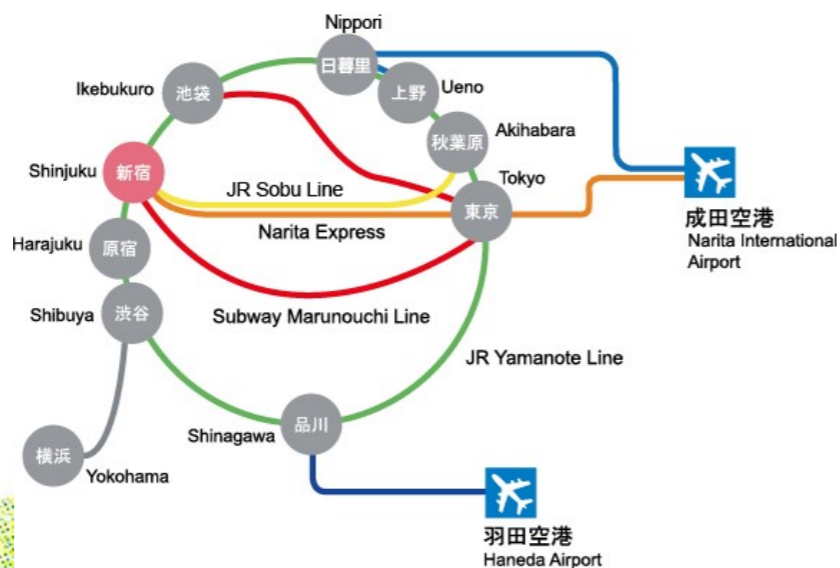 Nippori
日暮里
Ikebukuro
池袋
上野
Ueno
秋葉原
Akihabara
Shinjuku
新宿
JR Sobu Line
Tokyo
東京
Narita Express
成田空港
Narita International
Airport
Harajuku
原宿
Shibuya
渋谷
Subway Marunouchi Line
JR Yamanote Line
Shinagawa
品川
横浜
Yokohama
羽田空港
Haneda Airport